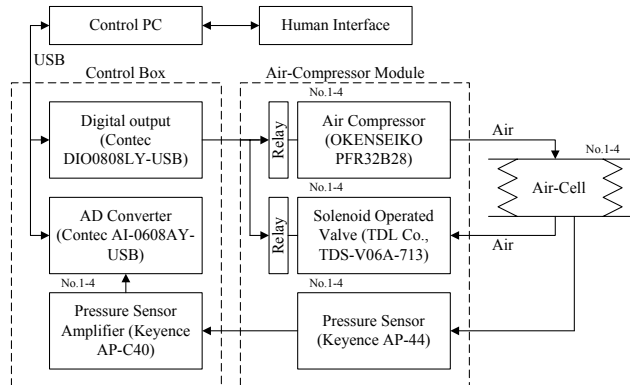 Control PC
Human Interface
USB
Control Box
Air-Compressor Module
No.1-4
Digital output
(Contec
DIO0808LY-USB)
Relay
Air Compressor
(OKENSEIKO
PFR32B28)
Air
No.1-4
Air-Cell
No.1-4
AD Converter
(Contec AI-0608AY-
USB)
Relay
Solenoid Operated
Valve (TDL Co.,
TDS-V06A-713)
Air
No.1-4
No.1-4
Pressure Sensor
Amplifier (Keyence
AP-C40)
Pressure Sensor
(Keyence AP-44)